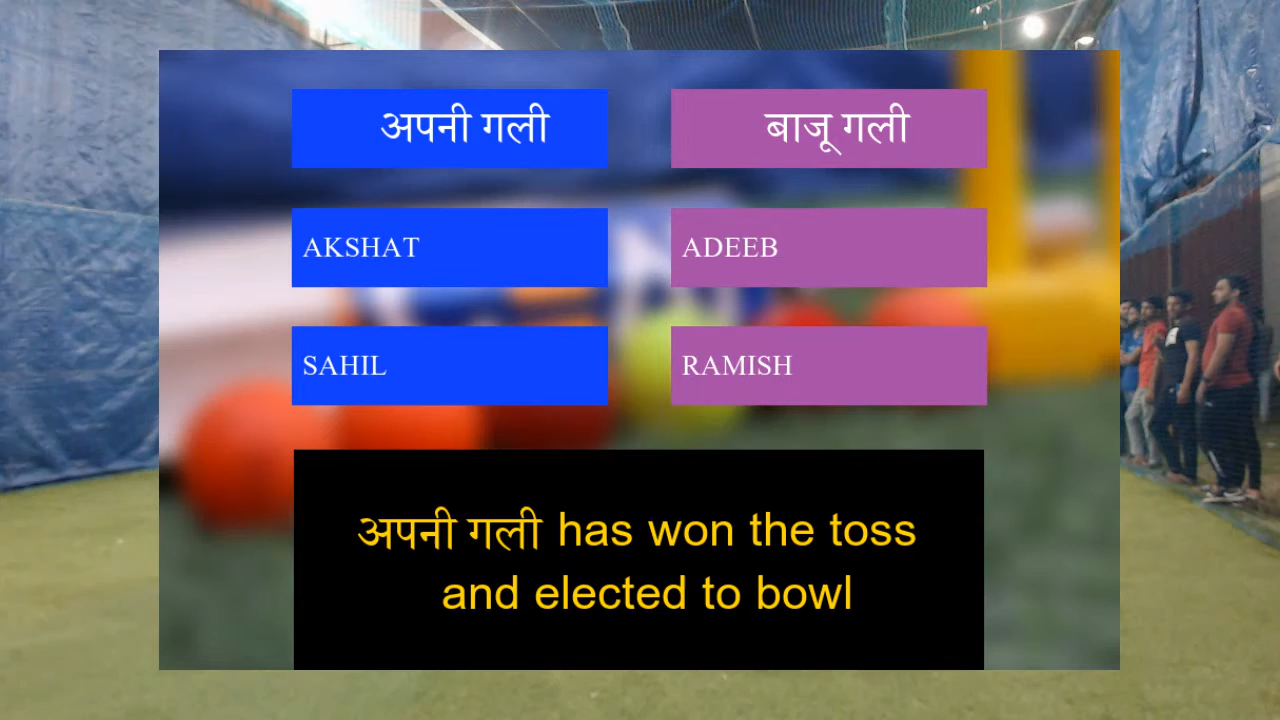 अपनी गली
बाजू गली
AKSHAT
ADEEB
SAHIL
RAMISH
अपनी गली has won the toss
and elected to bowl